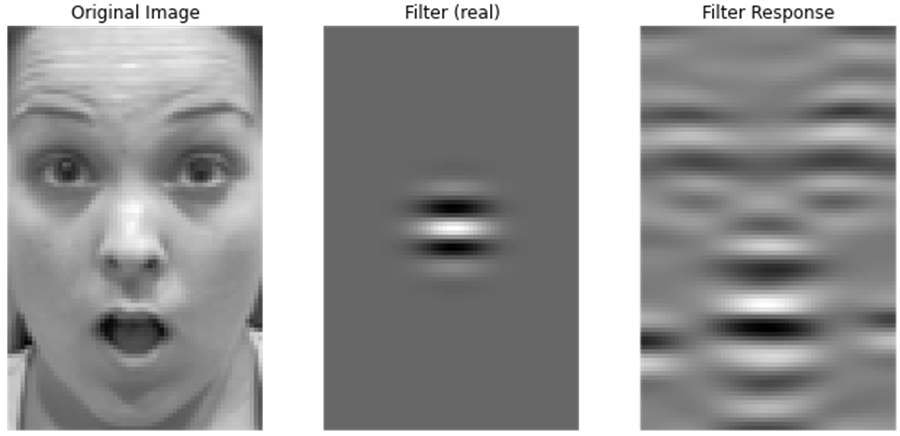 Original Image
Filter (real)
Filter Response